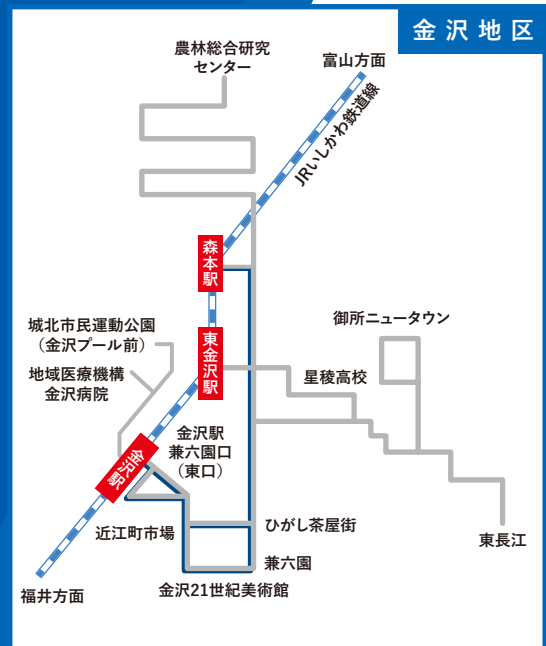 金沢地区
農林総合研究
センター
富山方面
JRいしかわ鉄道線
森本駅
城北市民運動公園
（金沢プール前）
東金沢駅
御所ニュータウン
地域医療機構
金沢病院
星稜高校
金沢駅
兼六園口
（東口）
金沢駅
近江町市場
ひがし茶屋街
東長江
兼六園
福井方面
金沢21世紀美術館